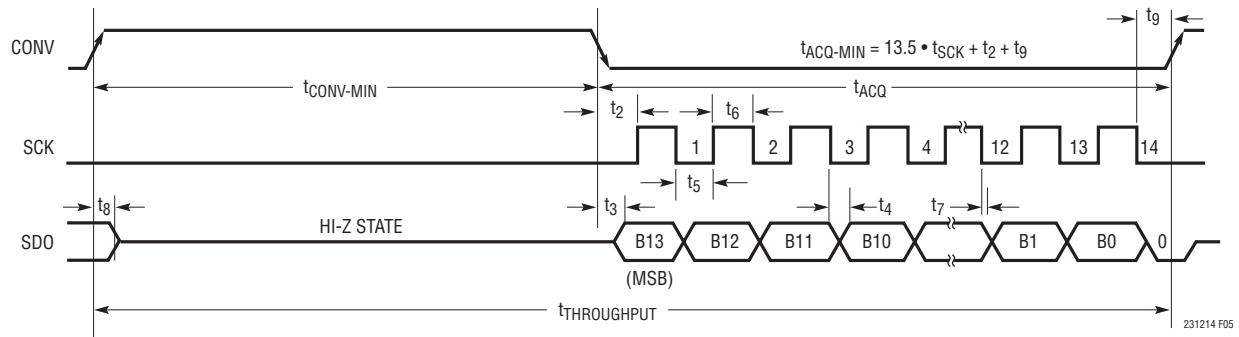 CONV
tACQ-MIN = 13.5 • tSCK + t2 + t9
t9
tCONV-MIN
tACQ
t2
t6
SCK
1
2
3
4
12
13
14
t5
t8
t3
t4
t7
SDO
HI-Z STATE
B13
B12
B11
B10
B1
B0
0
(MSB)
tTHROUGHPUT
231214 F05